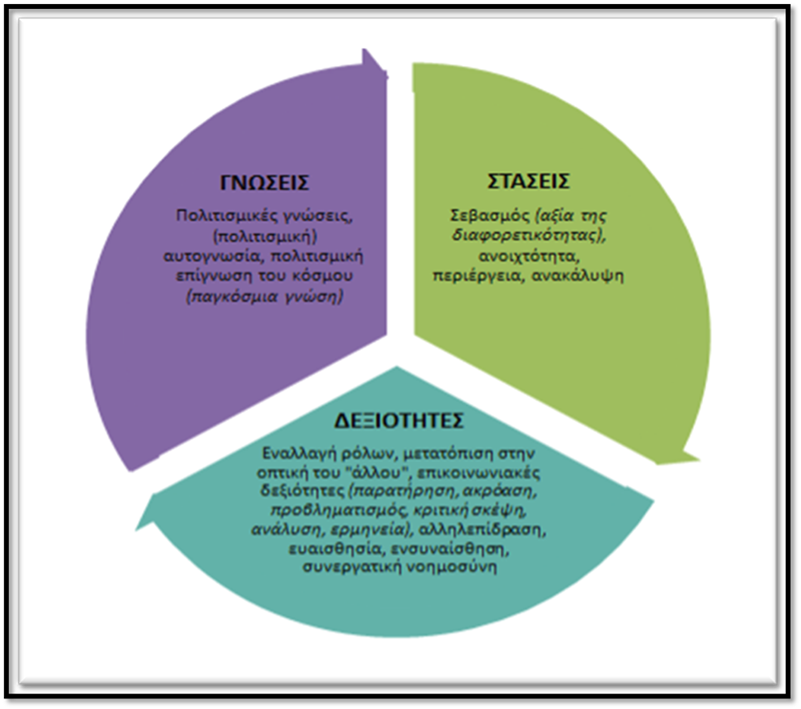 ΓΝΩΣΕΙΣ
Πολιτισμικές γνώσεις,
(πολιτισμική)
αυτογνωσία, πολιτισμική
επίγνωση του κόσμου
(παγκόσμια γνώση)
ΣΤΑΣΕΙΣ
Σεβασμός (αξία της
διαφορετικότητας),
ανοιχτότητα,
περιέργεια, ανακάλυψη
ΔΕΞΙΟΤΗΤΕΣ
Εναλλαγή ρόλων, μετατόπιση στην
οπτική του "άλλου", επικοινωνιακές
δεξιότητες (παρατήρηση, ακρόαση,
προβληματισμός, κριτική σκέψη,
ανάλυση, ερμηνεία), αλληλεπίδραση,
ευαισθησία, ενσυναίσθηση,
συνεργατική νοημοσύνη